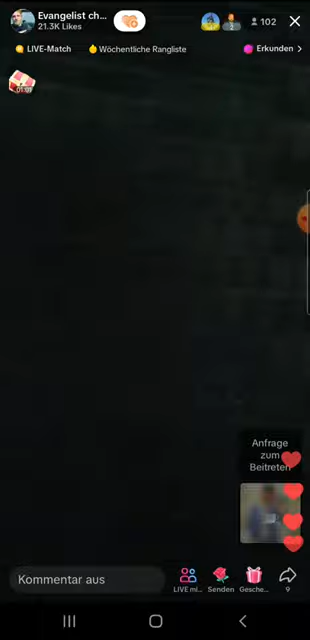 Evangelist ch...
21.3K Likes
102
LIVE-Match
Wöchentliche Rangliste
Erkunden >
01:01
Anfrage
zum
Beitreten
Kommentar aus
LIVE mi...
Senden
Gesche...
9